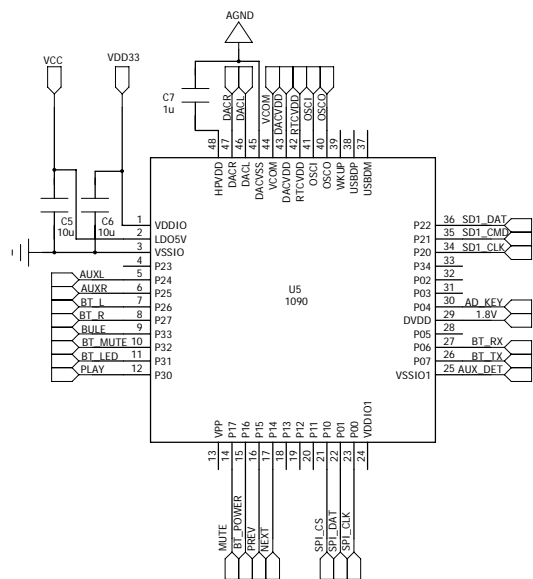 AGND
VCC
VDD33
C7
1u
DACR
DACL
VCOM
DACVDD
RTCVDD
OSCI
OSCO
48
47
46
45
44
43
42
41
40
39
38
37
HPVDD
DACR
DACL
DACVSS
VCOM
DACVDD
RTCVDD
OSCI
OSCO
WKUP
USBDP
USBDM
C5
10u
C6
10u
1 VDDIO
2 LDO5V
3 VSSIO
4 P23
AUXL 5 P24
AUXR 6 P25
BT_L 7 P26
BT_R 8 P27
BULE 9 P33
BT_MUTE 10 P32
BT_LED 11 P31
PLAY 12 P30
U5
1090
P22 36 SD1_DAT
P21 35 SD1_CMD
P20 34 SD1_CLK
P34 33
P02 32
P03 31
P04 30 AD_KEY
DVDD 29 1.8V
P05 28
P06 27 BT_RX
P07 26 BT_TX
VSSIO1 25 AUX_DET
VPP
P17
P16
P15
P14
P13
P12
P11
P10
P01
P00
VDDIO1
13
14
15
16
17
18
19
20
21
22
23
24
MUTE
BT_POWER
PREV
NEXT
SPI_CS
SPI_DAT
SPI_CLK